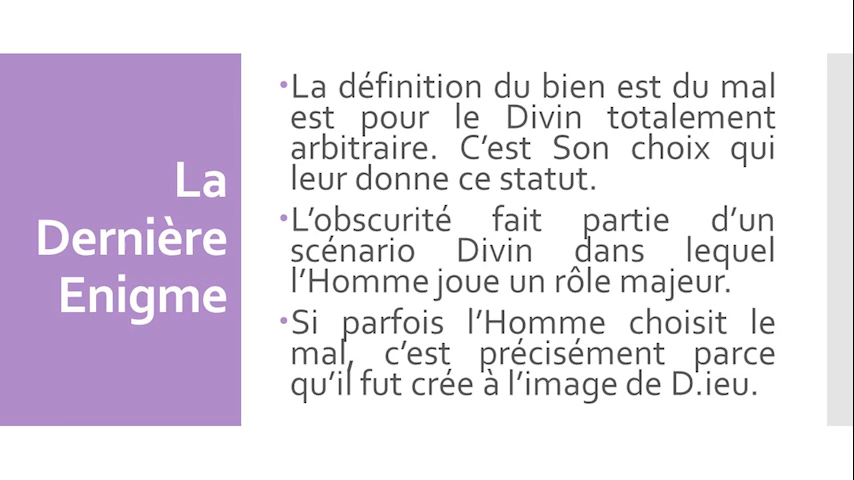 La
Dernière
Enigme
•La définition du bien est du mal
est pour le Divin totalement
arbitraire. C’est Son choix qui
leur donne ce statut.
•L’obscurité fait partie d’un
scénario Divin dans lequel
l’Homme joue un rôle majeur.
•Si parfois l’Homme choisit le
mal, c’est précisément parce
qu’il fut crée à l’image de D.ieu.